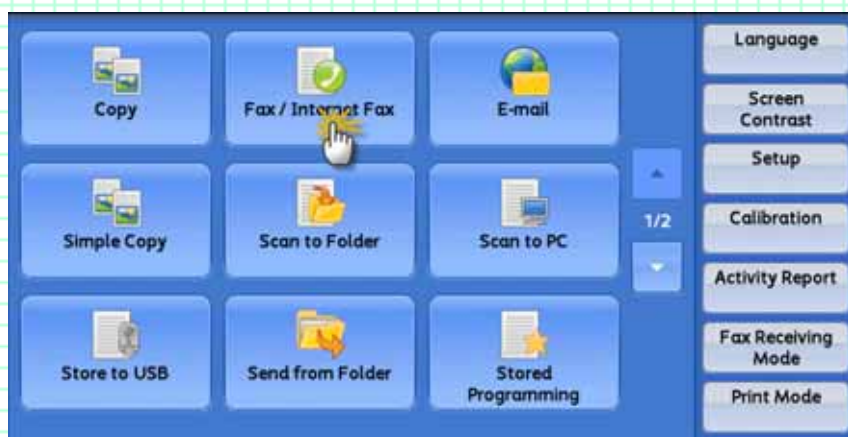 Copy
Fax / Internet Fax
E-mail
Simple Copy
Scan to Folder
Scan to PC
Store to USB
Send from Folder
Stored
Programming
1/2
Language
Screen
Contrast
Setup
Calibration
Activity Report
Fax Receiving
Mode
Print Mode